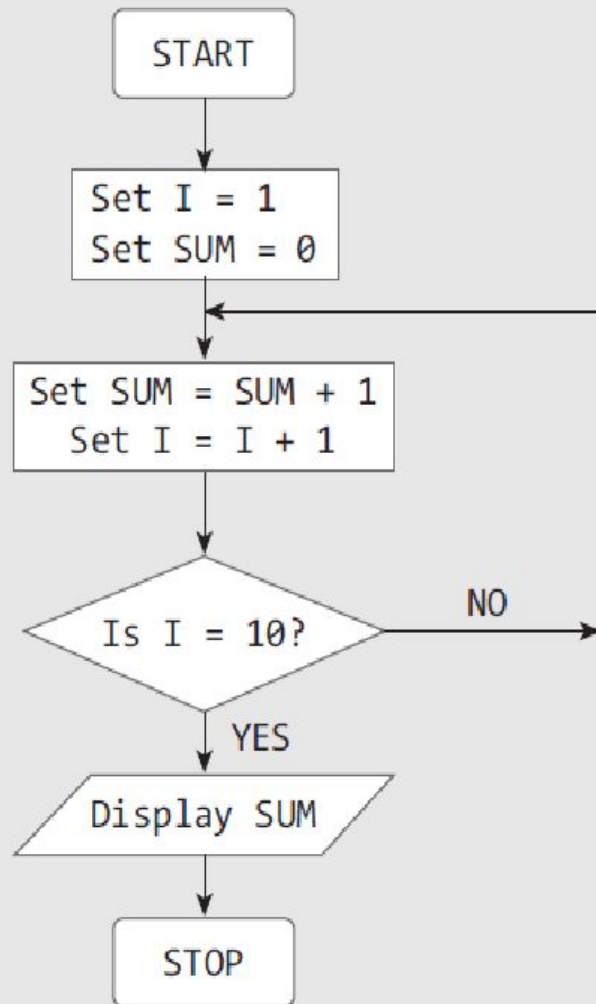 START
Set I = 1
Set SUM = 0
Set SUM = SUM + 1
Set I = I + 1
Is I = 10?
NO
YES
Display SUM
STOP